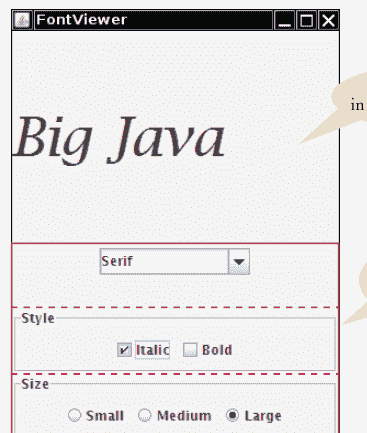 FontViewer
in
Big Java
Serif
Style
Italic Bold
Size
Small Medium Large